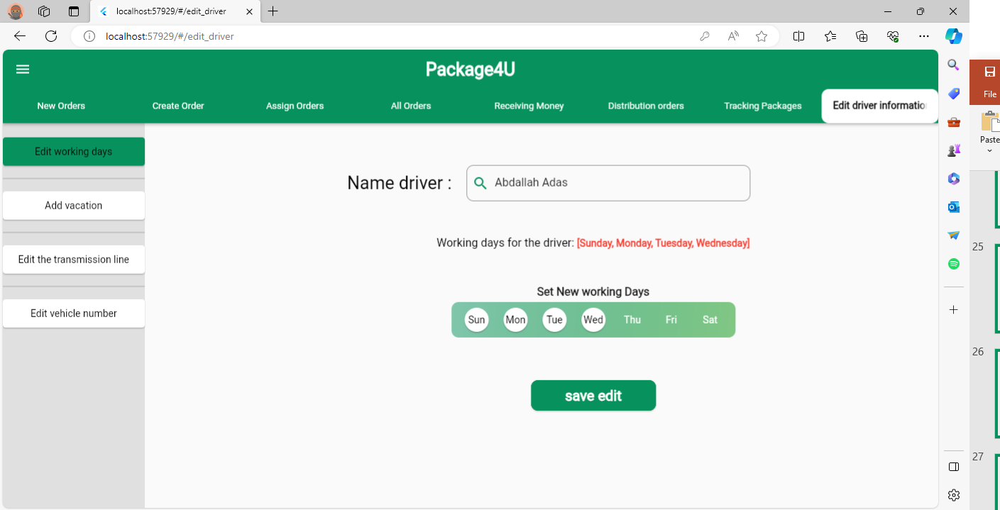 localhost:57929/#/edit_driver
localhost:57929/#/edit_driver
Package4U
New Orders Create Order Assign Orders All Orders Receiving Money Distribution orders Tracking Packages Edit driver informatio
Edit working days
Add vacation
Edit the transmission line
Edit vehicle number
Name driver : Abdallah Adas
Working days for the driver: [Sunday, Monday, Tuesday, Wednesday]
Set New working Days
Sun Mon Tue Wed Thu Fri Sat
save edit
File
Paste
25
26
27